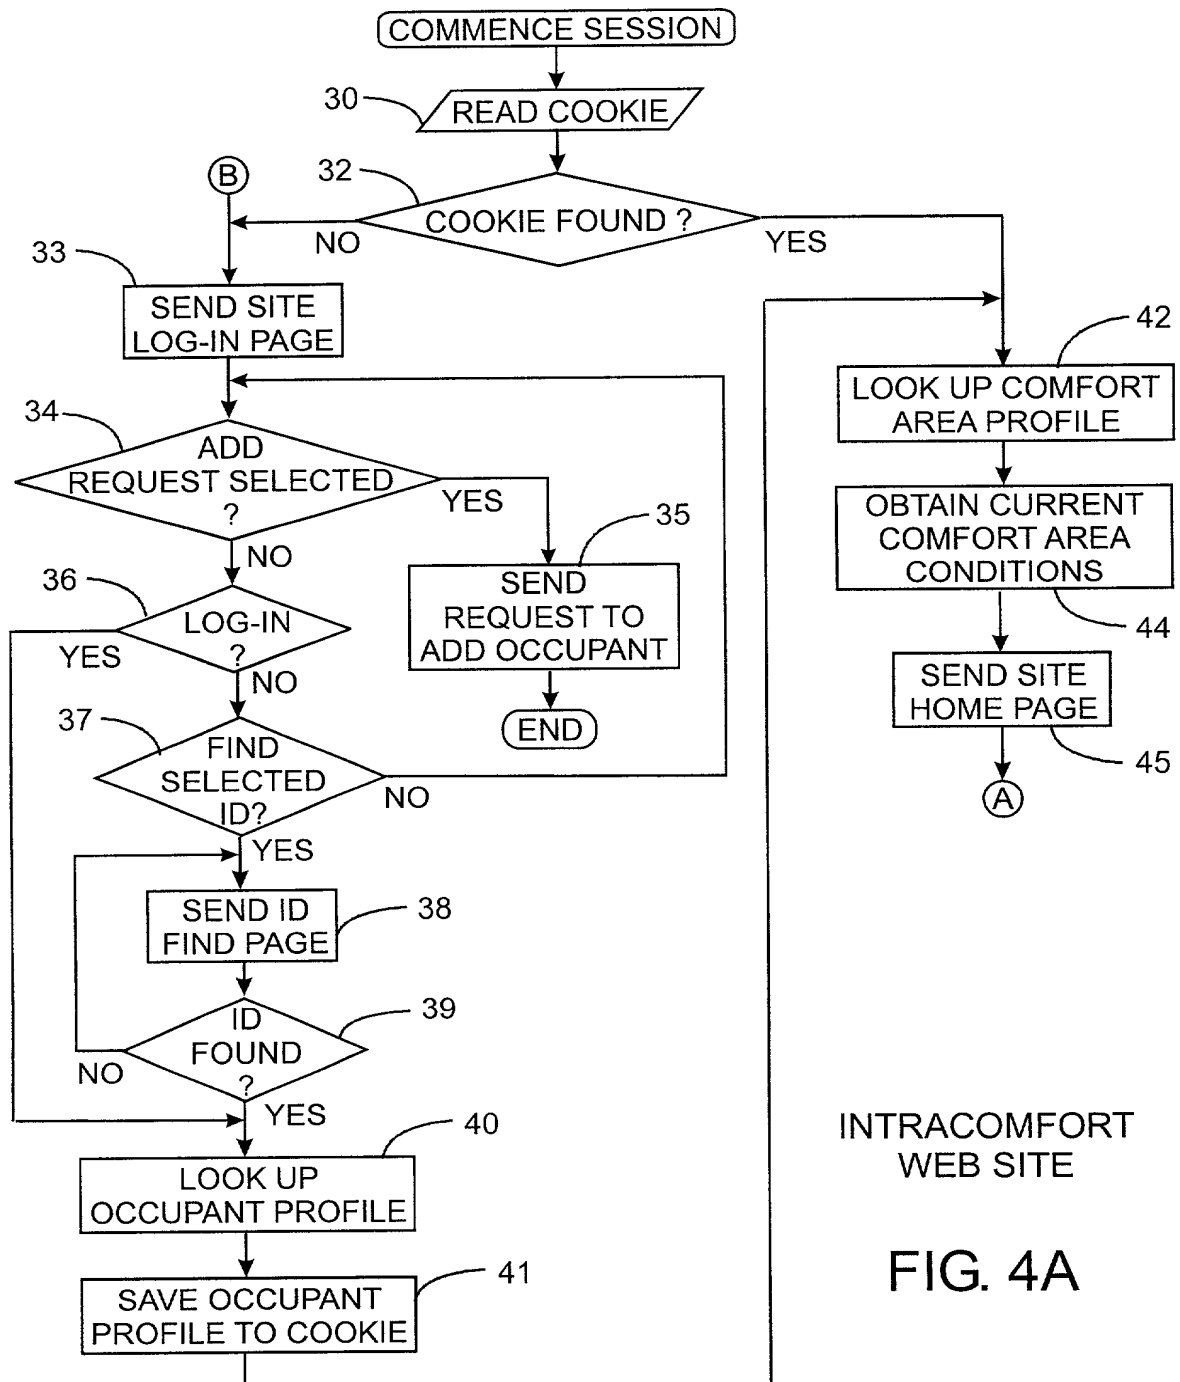 COMMENCE SESSION
30
READ COOKIE
B
32
COOKIE FOUND ?
NO
YES
33
SEND SITE
LOG-IN PAGE
42
LOOK UP COMFORT
AREA PROFILE
34
ADD
REQUEST SELECTED
?
YES
NO
35
SEND
REQUEST TO
ADD OCCUPANT
END
OBTAIN CURRENT
COMFORT AREA
CONDITIONS
44
SEND SITE
HOME PAGE
45
A
36
LOG-IN
?
YES
NO
37
FIND
SELECTED
ID?
NO
YES
SEND ID
FIND PAGE
38
ID
FOUND
?
39
NO
YES
40
LOOK UP
OCCUPANT PROFILE
41
SAVE OCCUPANT
PROFILE TO COOKIE
INTRACOMFORT
WEB SITE
FIG. 4A